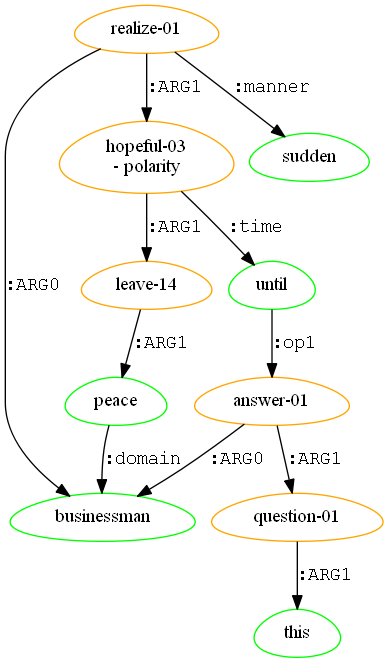 realize-01
:ARG1
:manner
hopeful-03
- polarity
sudden
:ARG1
:time
:ARG0
leave-14
until
:ARG1
:op1
peace
answer-01
:domain
:ARG0
:ARG1
businessman
question-01
:ARG1
this